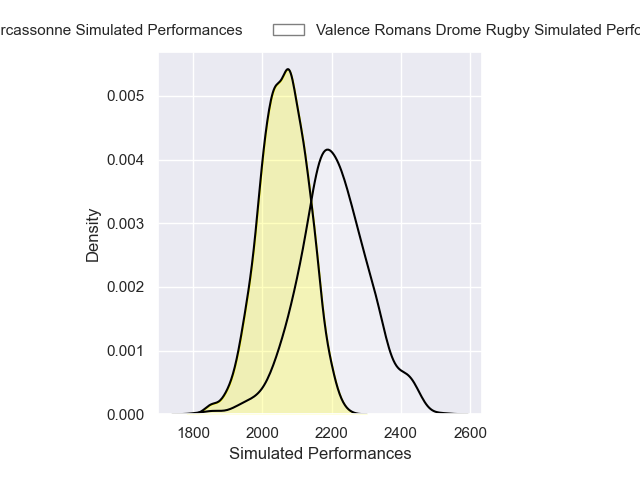 rcassonne Simulated Performances Valence Romans Drome Rugby Simulated Perfo
0.005
0.004
0.003
0.002
0.001
0.000
Density
1800 2000 2200 2400 2600
Simulated Performances